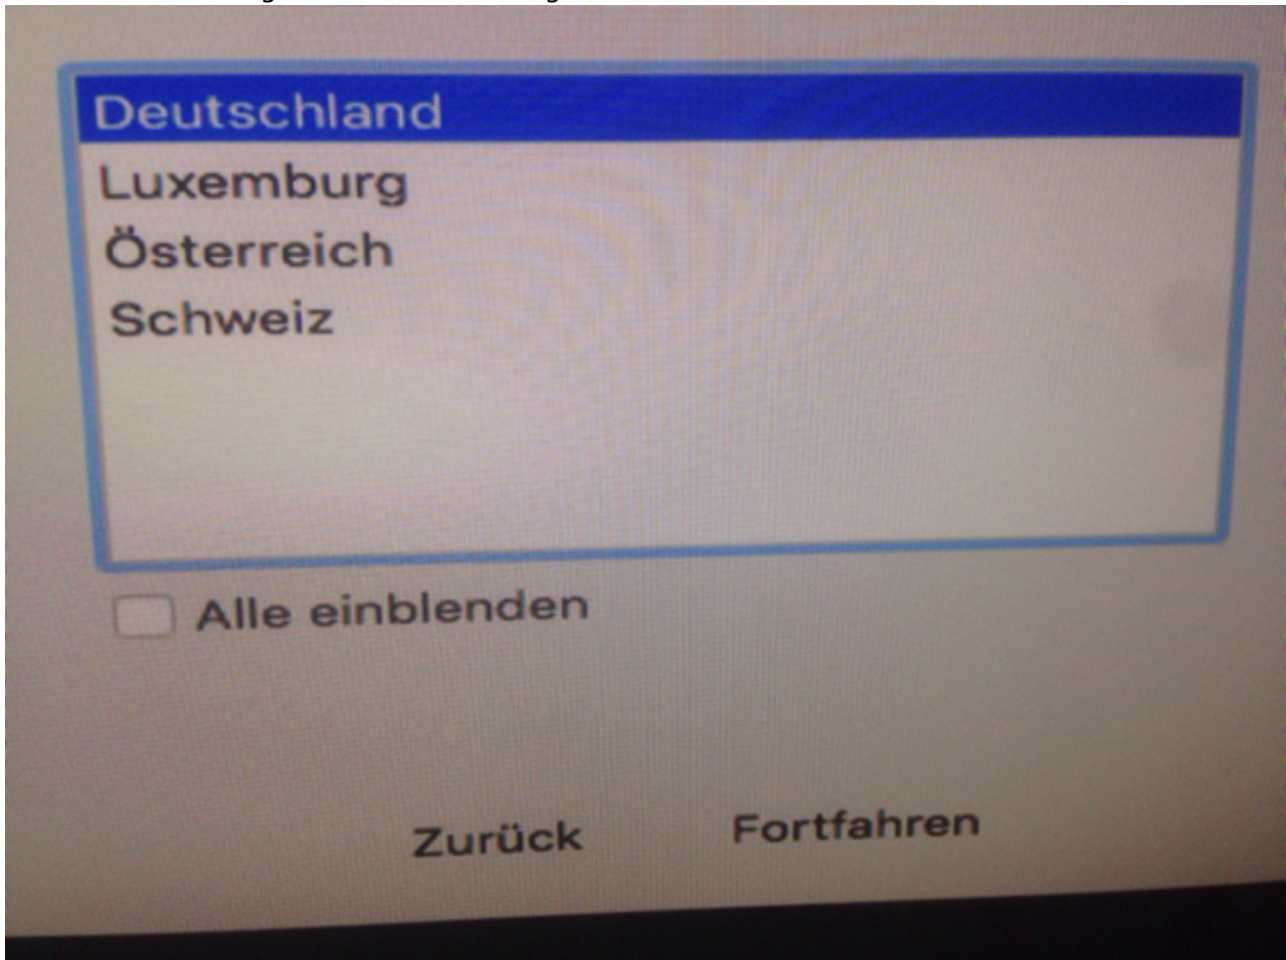 Deutschland
Luxemburg
Österreich
Schweiz
Alle einblenden
Zurück
Fortfahren